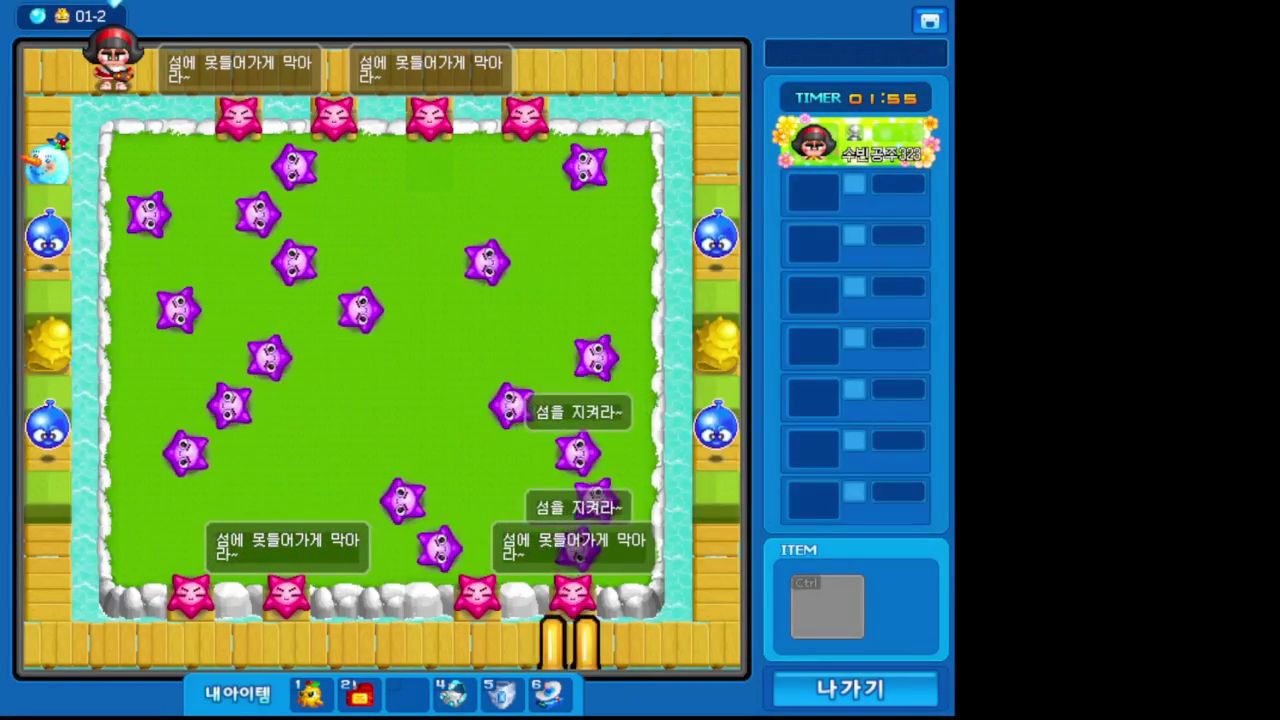 01-2
섬에 못들어가게 막아
라~
섬에 못들어가게 막아
라~
TIMER 01:55
수빈공주323
섬을 지켜라~
섬을 지켜라~
섬에 못들어가게 막아
라~
섬에 못들어가게 막아
라~
ITEM
Ctrl
내아이템
1
2
4
5
6
나가기